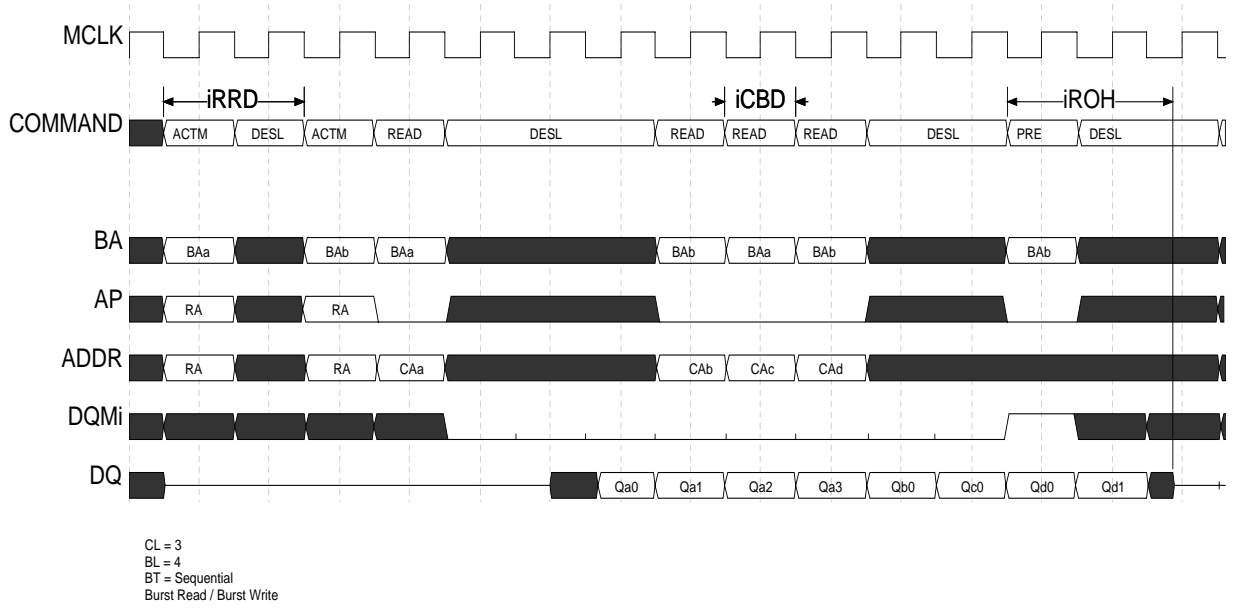 MCLK
iRRD iCBD iROH
COMMAND ACTM DESL ACTM READ DESL READ READ READ DESL PRE DESL
BA BAa BAb BAa BAb BAa BAb BAb
AP RA RA
ADDR RA RA CAa CAb CAc CAd
DQMi
DQ Qa0 Qa1 Qa2 Qa3 Qb0 Qc0 Qd0 Qd1
CL = 3
BL = 4
BT = Sequential
Burst Read / Burst Write